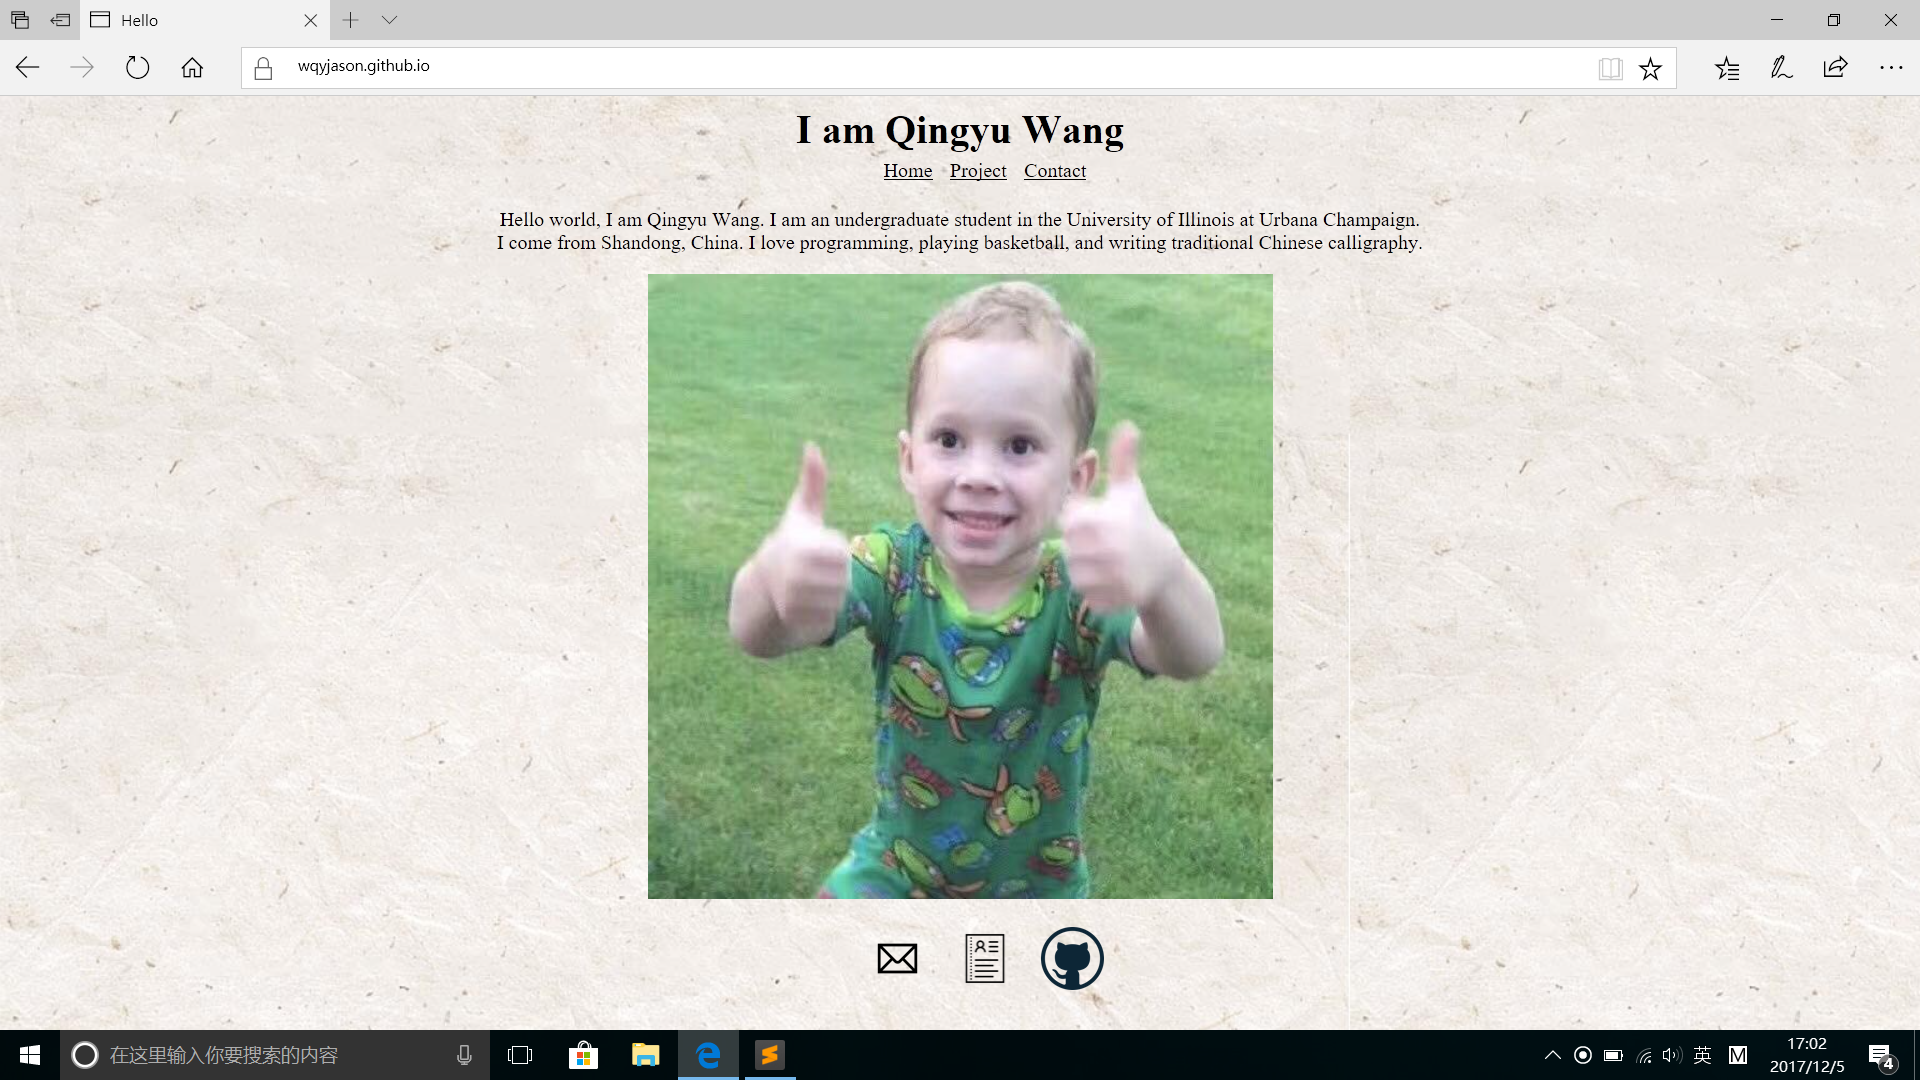 Hello
wqyjason.github.io
I am Qingyu Wang
Home Project Contact
Hello world, I am Qingyu Wang. I am an undergraduate student in the University of Illinois at Urbana Champaign.
I come from Shandong, China. I love programming, playing basketball, and writing traditional Chinese calligraphy.
在这里输入你要搜索的内容
英 M 17:02
2017/12/5
4